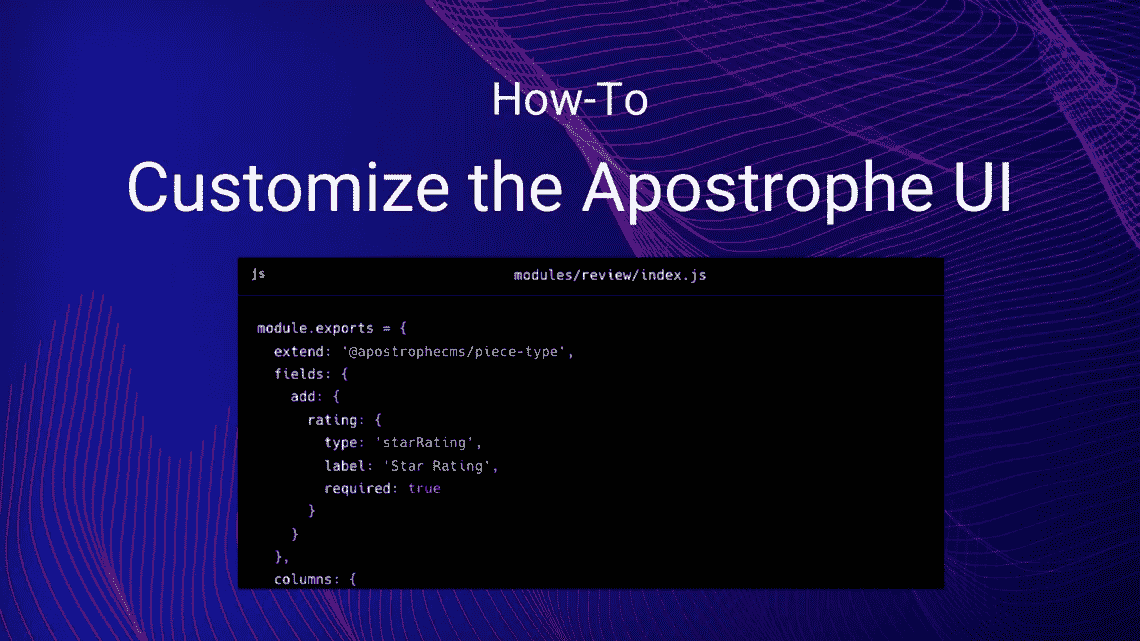 How-To
Customize the Apostrophe UI
js modules/review/index.js
module.exports = {
  extend: '@apostrophecms/piece-type',
  fields: {
    add: {
      rating: {
        type: 'starRating',
        label: 'Star Rating',
        required: true
      }
    }
  },
  columns: {